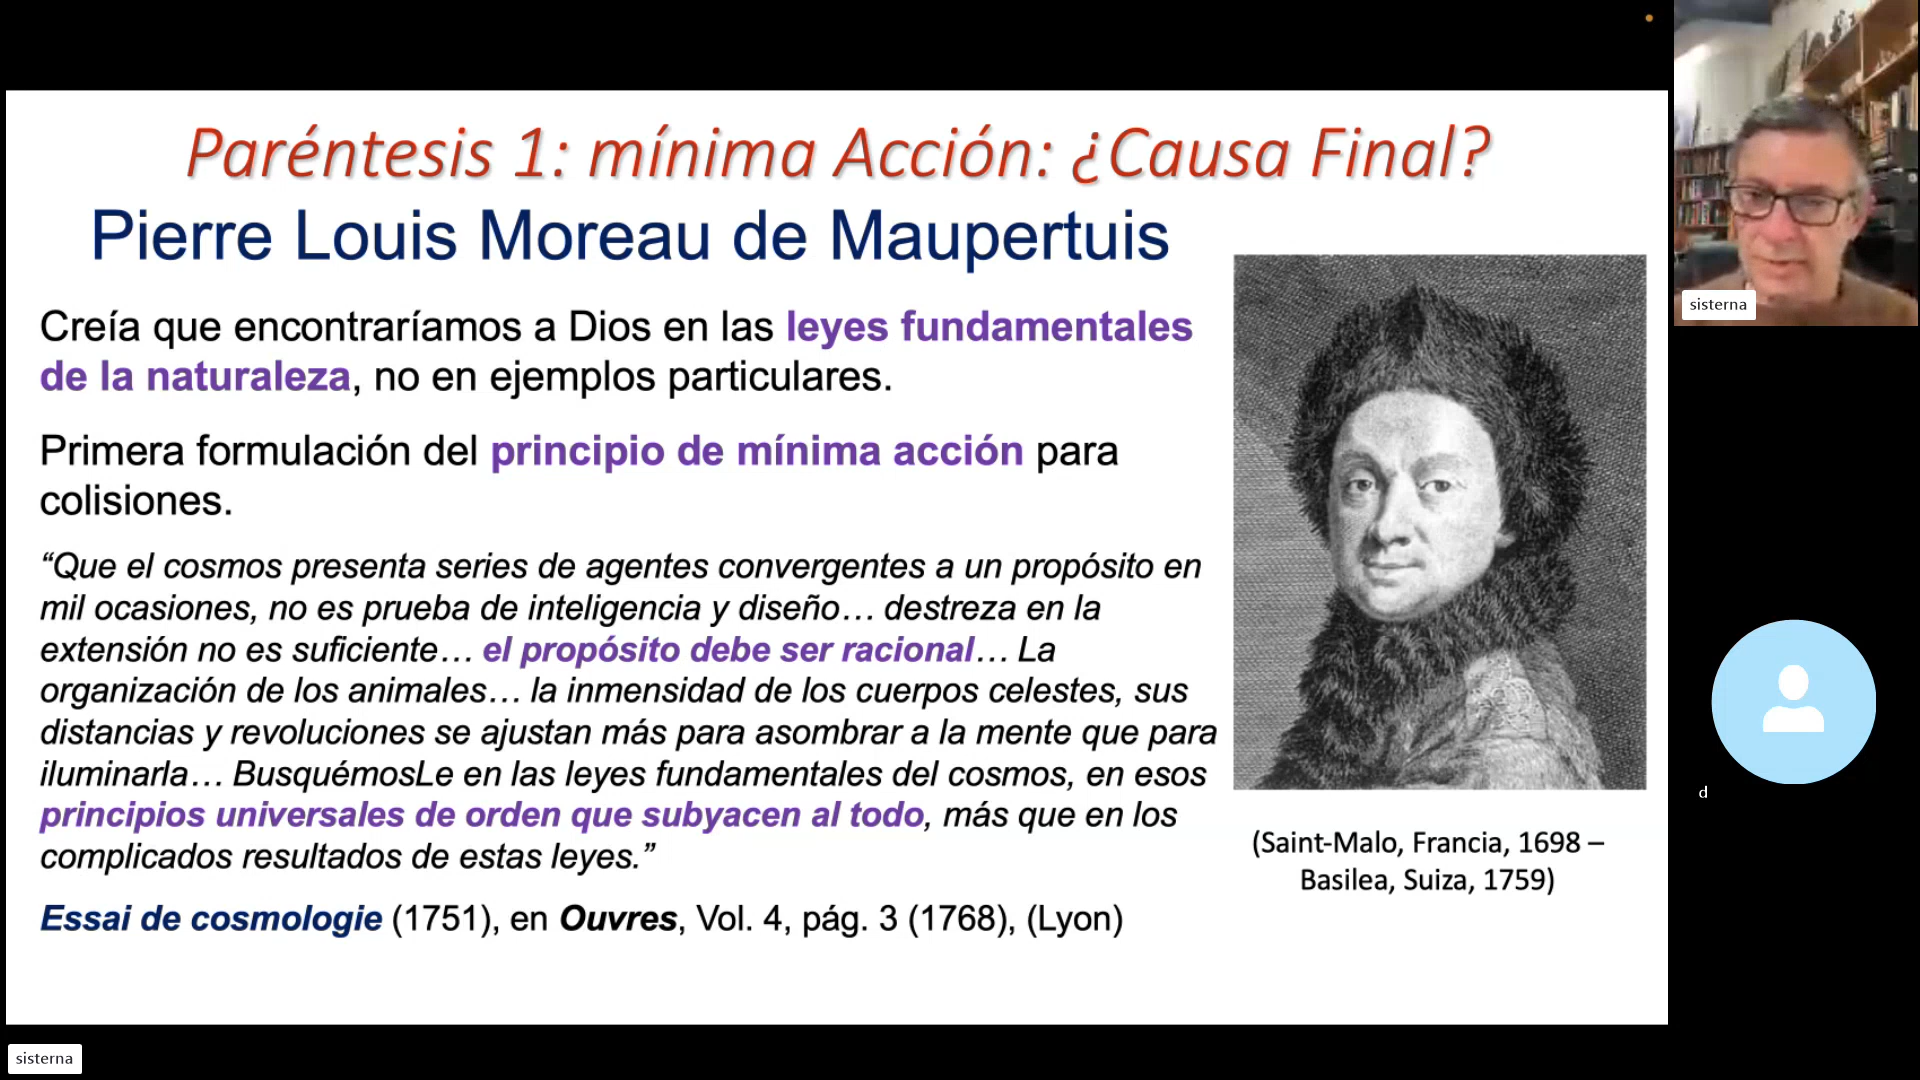 Paréntesis 1: mínima Acción: ¿Causa Final?
Pierre Louis Moreau de Maupertuis
Creía que encontraríamos a Dios en las leyes fundamentales
de la naturaleza, no en ejemplos particulares.
Primera formulación del principio de mínima acción para
colisiones.
“Que el cosmos presenta series de agentes convergentes a un propósito en
mil ocasiones, no es prueba de inteligencia y diseño… destreza en la
extensión no es suficiente… el propósito debe ser racional… La
organización de los animales… la inmensidad de los cuerpos celestes, sus
distancias y revoluciones se ajustan más para asombrar a la mente que para
iluminarla… BusquémosLe en las leyes fundamentales del cosmos, en esos
principios universales de orden que subyacen al todo, más que en los
complicados resultados de estas leyes.”
Essai de cosmologie (1751), en Ouvres, Vol. 4, pág. 3 (1768), (Lyon)
(Saint-Malo, Francia, 1698 –
Basilea, Suiza, 1759)
sisterna
d
sisterna